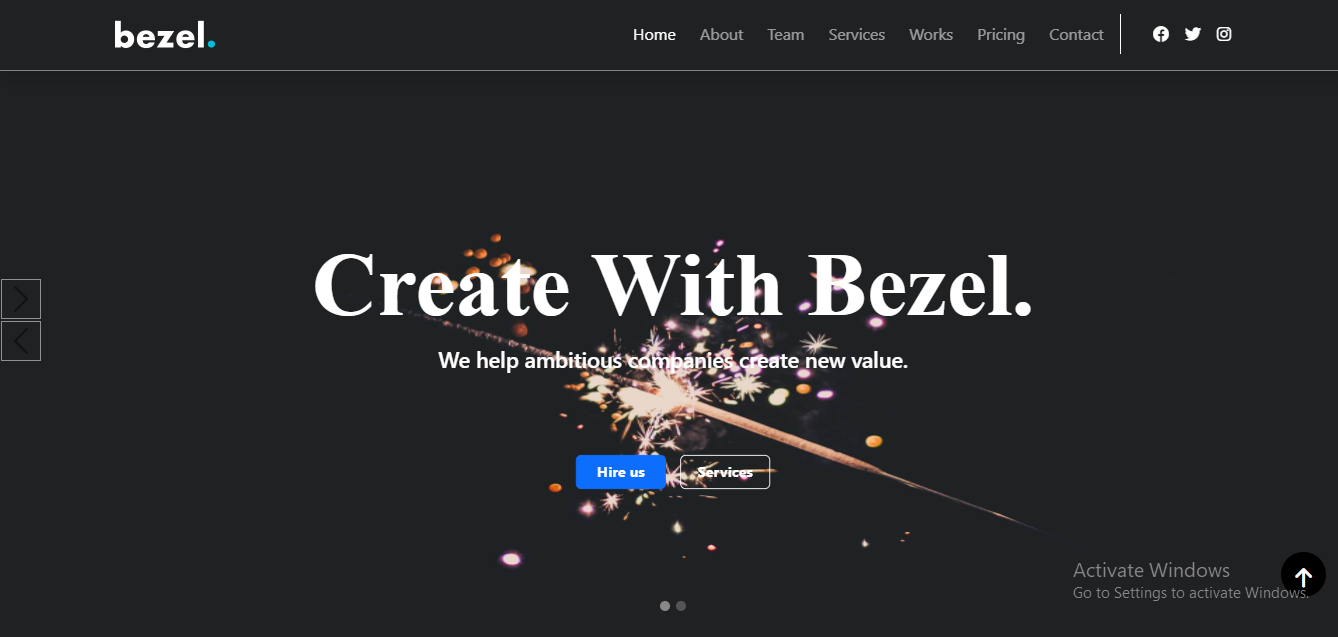 bezel.
Home About Team Services Works Pricing Contact
Create With Bezel.
We help ambitious companies create new value.
Hire us Services
Activate Windows
Go to Settings to activate Windows.